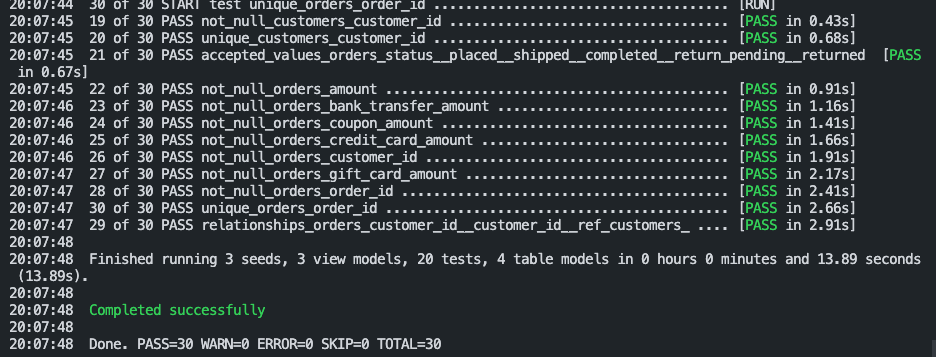 20:07:44  30 of 30 START test unique_orders_order_id ..................................... [RUN]
20:07:45  19 of 30 PASS not_null_customers_customer_id ................................... [PASS in 0.43s]
20:07:45  20 of 30 PASS unique_customers_customer_id ..................................... [PASS in 0.68s]
20:07:45  21 of 30 PASS accepted_values_orders_status__placed__shipped__completed__return_pending__returned  [PASS
in 0.67s]
20:07:45  22 of 30 PASS not_null_orders_amount ........................................... [PASS in 0.91s]
20:07:46  23 of 30 PASS not_null_orders_bank_transfer_amount ............................. [PASS in 1.16s]
20:07:46  24 of 30 PASS not_null_orders_coupon_amount .................................... [PASS in 1.41s]
20:07:46  25 of 30 PASS not_null_orders_credit_card_amount ............................... [PASS in 1.66s]
20:07:46  26 of 30 PASS not_null_orders_customer_id ...................................... [PASS in 1.91s]
20:07:47  27 of 30 PASS not_null_orders_gift_card_amount ................................. [PASS in 2.17s]
20:07:47  28 of 30 PASS not_null_orders_order_id ......................................... [PASS in 2.41s]
20:07:47  30 of 30 PASS unique_orders_order_id ........................................... [PASS in 2.66s]
20:07:47  29 of 30 PASS relationships_orders_customer_id__customer_id__ref_customers_ .... [PASS in 2.91s]
20:07:48
20:07:48  Finished running 3 seeds, 3 view models, 20 tests, 4 table models in 0 hours 0 minutes and 13.89 seconds
(13.89s).
20:07:48
20:07:48  Completed successfully
20:07:48
20:07:48  Done. PASS=30 WARN=0 ERROR=0 SKIP=0 TOTAL=30